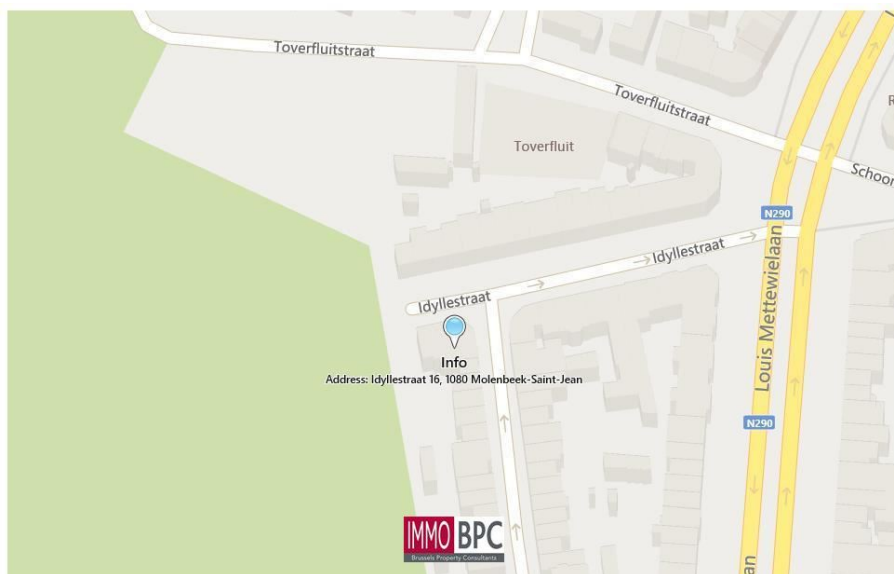 Toverfluitstraat
Toverfluitstraat
Toverfluit
R
Schoon
N290
Idyllestraat
Idyllestraat
Louis Mettewielaan
Info
Address: Idyllestraat 16, 1080 Molenbeek-Saint-Jean
N290
IMMO BPC
Brussels Property Consultants
an